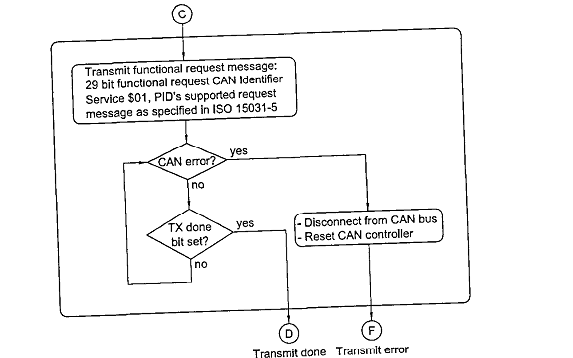 C
Transmit functional request message:
29 bit functional request CAN Identifier
Service $01, PID's supported request
message as specified in ISO 15031-5
CAN error?
yes
no
TX done
bit set?
yes
no
- Disconnect from CAN bus
- Reset CAN controller
D
F
Transmit done
Transmit error